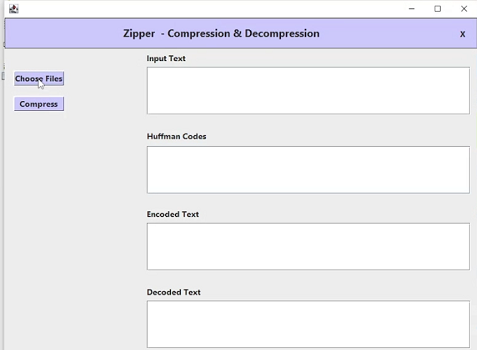 Zipper - Compression & Decompression
X
Input Text
Choose Files
Compress
Huffman Codes
Encoded Text
Decoded Text